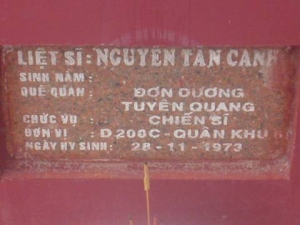 LIỆT SĨ: NGUYỄN TẤN CANH
SINH NĂM:
QUÊ QUÁN: ĐƠN DƯƠNG
TUYÊN QUANG
CHỨC VỤ: CHIẾN SĨ
ĐƠN VỊ: D208C-QUÂN KHU
NGÀY HY SINH: 28-11-1973